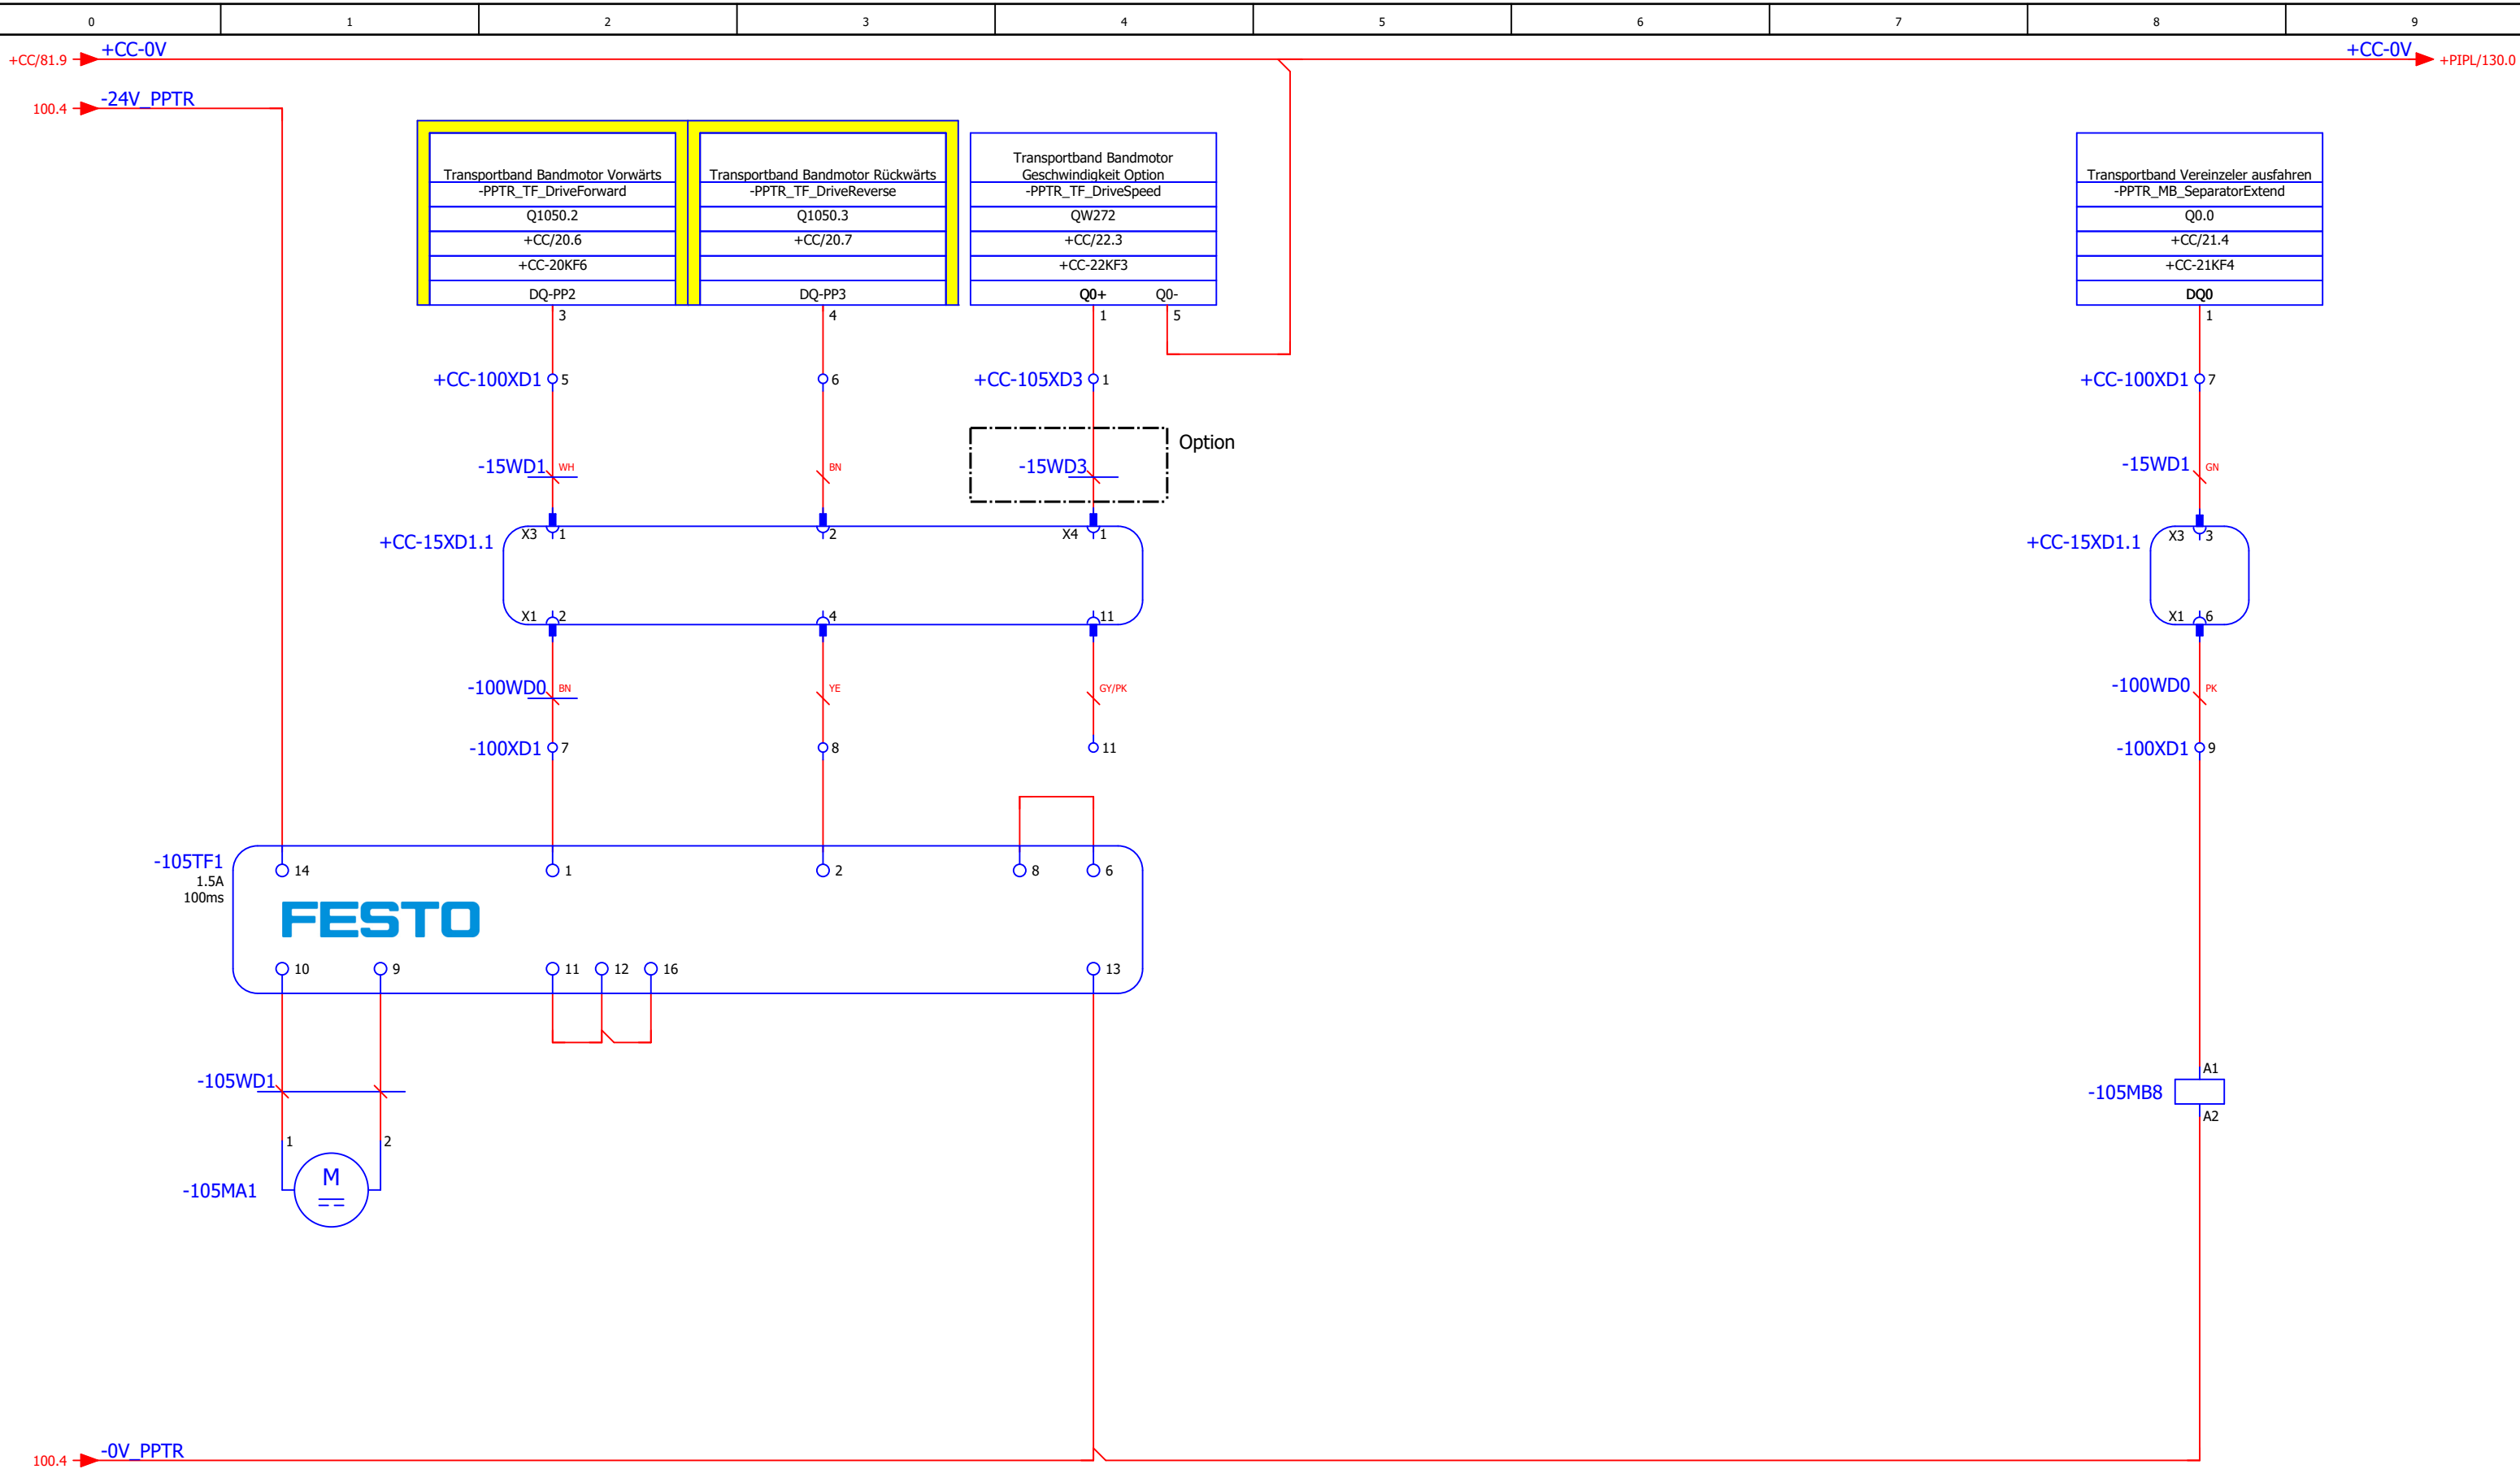 0 1 2 3 4 5 6 7 8 9
+CC/81.9 +CC-0V +CC-0V +PIPL/130.0
100.4 -24V_PPTR
Transportband Bandmotor Vorwärts
-PPTR_TF_DriveForward
Q1050.2
+CC/20.6
+CC-20KF6
DQ-PP2
3
Transportband Bandmotor Rückwärts
-PPTR_TF_DriveReverse
Q1050.3
+CC/20.7
DQ-PP3
4
Transportband Bandmotor
Geschwindigkeit Option
-PPTR_TF_DriveSpeed
QW272
+CC/22.3
+CC-22KF3
Q0+ Q0-
1 5
Transportband Vereinzeler ausfahren
-PPTR_MB_SeparatorExtend
Q0.0
+CC/21.4
+CC-21KF4
DQ0
1
+CC-100XD1 5 6 +CC-105XD3 1 +CC-100XD1 7
Option
-15WD1 WH BN -15WD3 -15WD1 GN
+CC-15XD1.1 X3 1 2 X4 1 +CC-15XD1.1 X3 3
X1 2 4 11 X1 6
-100WD0 BN YE GY/PK -100WD0 PK
-100XD1 7 8 11 -100XD1 9
-105TF1 14 1 2 8 6
1.5A
100ms
FESTO
10 9 11 12 16 13
-105WD1
A1
-105MB8
A2
1 2
M
-105MA1
100.4 -0V_PPTR